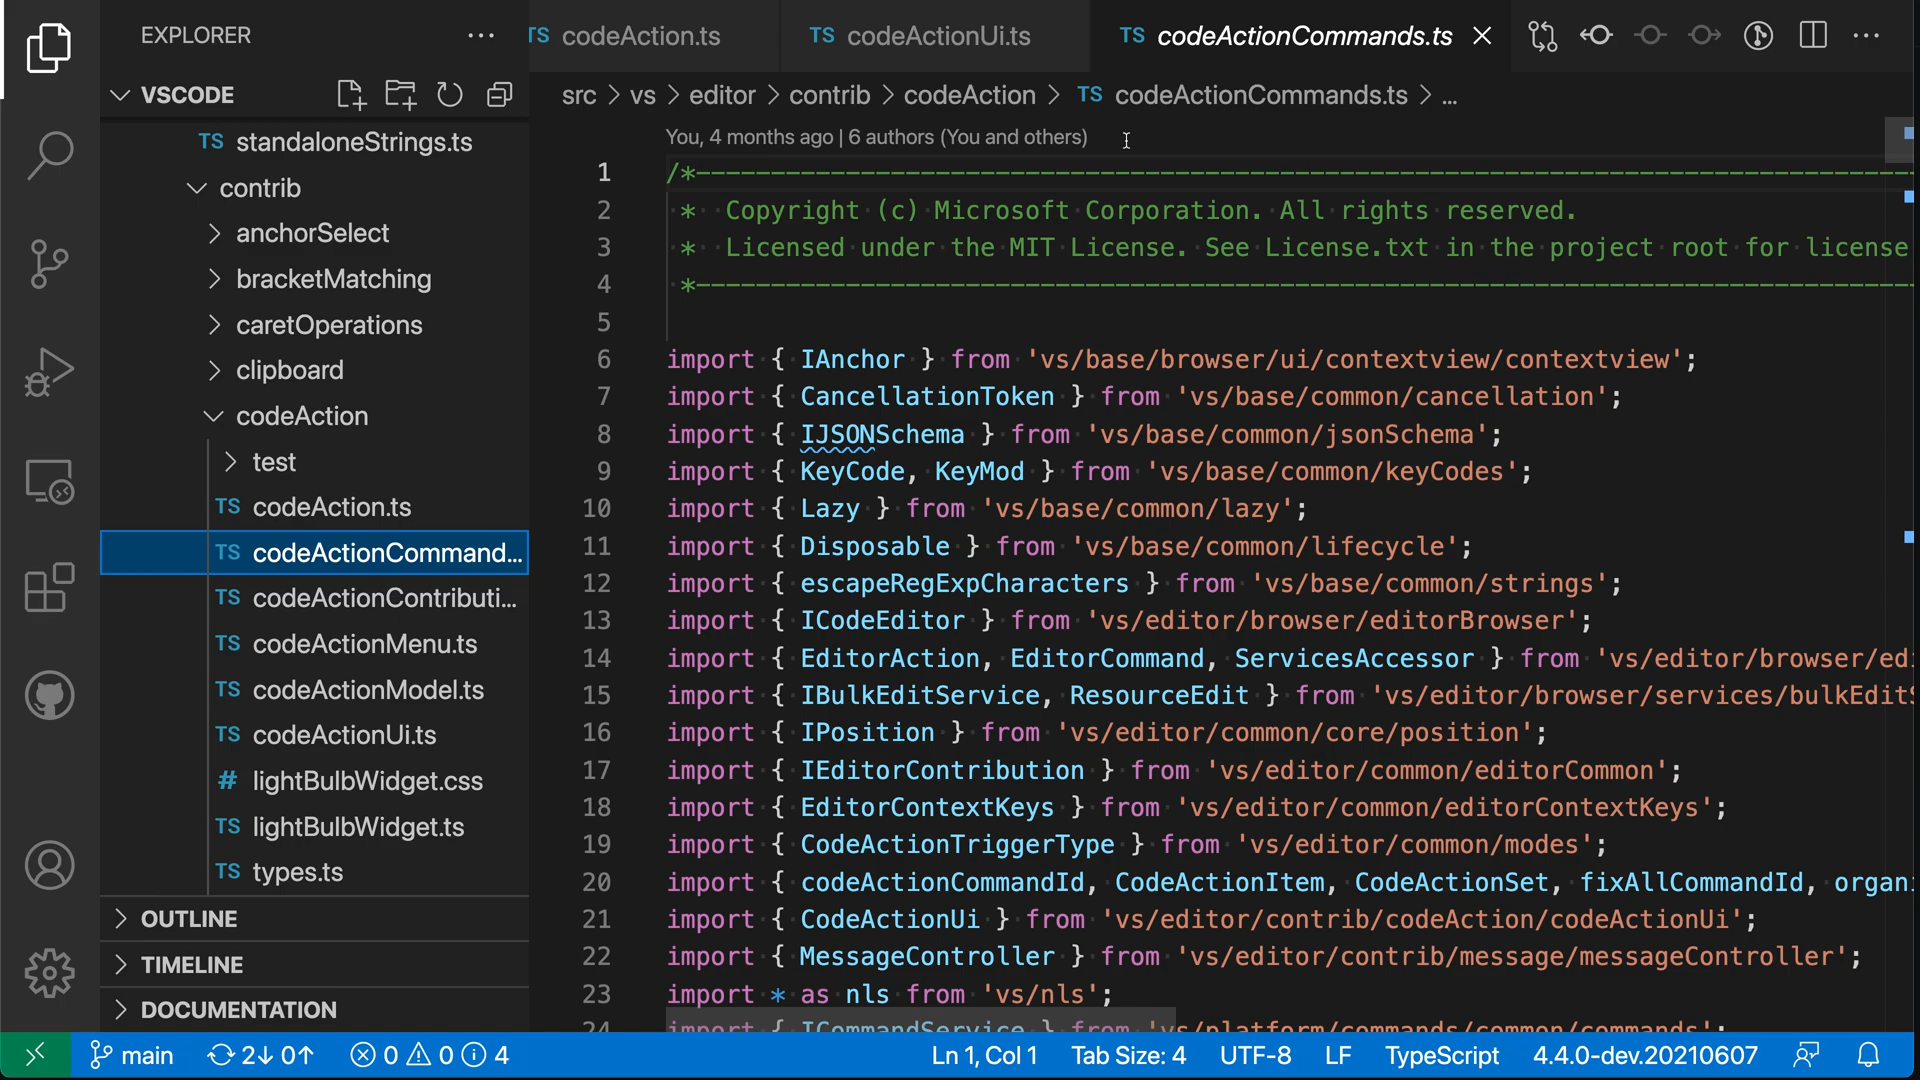 EXPLORER
VSCODE
TS standaloneStrings.ts
contrib
anchorSelect
bracketMatching
caretOperations
clipboard
codeAction
test
TS codeAction.ts
TS codeActionCommand...
TS codeActionContributi...
TS codeActionMenu.ts
TS codeActionModel.ts
TS codeActionUi.ts
# lightBulbWidget.css
TS lightBulbWidget.ts
TS types.ts
OUTLINE
TIMELINE
DOCUMENTATION
TS codeAction.ts TS codeActionUi.ts TS codeActionCommands.ts
src > vs > editor > contrib > codeAction > TS codeActionCommands.ts > ...
You, 4 months ago | 6 authors (You and others)
1 /*---------------------------------------------------------------------------------
2 *  Copyright (c) Microsoft Corporation. All rights reserved.
3 *  Licensed under the MIT License. See License.txt in the project root for license
4 *---------------------------------------------------------------------------------
5
6 import { IAnchor } from 'vs/base/browser/ui/contextview/contextview';
7 import { CancellationToken } from 'vs/base/common/cancellation';
8 import { IJSONSchema } from 'vs/base/common/jsonSchema';
9 import { KeyCode, KeyMod } from 'vs/base/common/keyCodes';
10 import { Lazy } from 'vs/base/common/lazy';
11 import { Disposable } from 'vs/base/common/lifecycle';
12 import { escapeRegExpCharacters } from 'vs/base/common/strings';
13 import { ICodeEditor } from 'vs/editor/browser/editorBrowser';
14 import { EditorAction, EditorCommand, ServicesAccessor } from 'vs/editor/browser/edi
15 import { IBulkEditService, ResourceEdit } from 'vs/editor/browser/services/bulkEditS
16 import { IPosition } from 'vs/editor/common/core/position';
17 import { IEditorContribution } from 'vs/editor/common/editorCommon';
18 import { EditorContextKeys } from 'vs/editor/common/editorContextKeys';
19 import { CodeActionTriggerType } from 'vs/editor/common/modes';
20 import { codeActionCommandId, CodeActionItem, CodeActionSet, fixAllCommandId, organi
21 import { CodeActionUi } from 'vs/editor/contrib/codeAction/codeActionUi';
22 import { MessageController } from 'vs/editor/contrib/message/messageController';
23 import * as nls from 'vs/nls';
24 import { ICommandService } from 'vs/platform/commands/common/commands';
main 2↓ 0↑ 0 0 4 Ln 1, Col 1 Tab Size: 4 UTF-8 LF TypeScript 4.4.0-dev.20210607